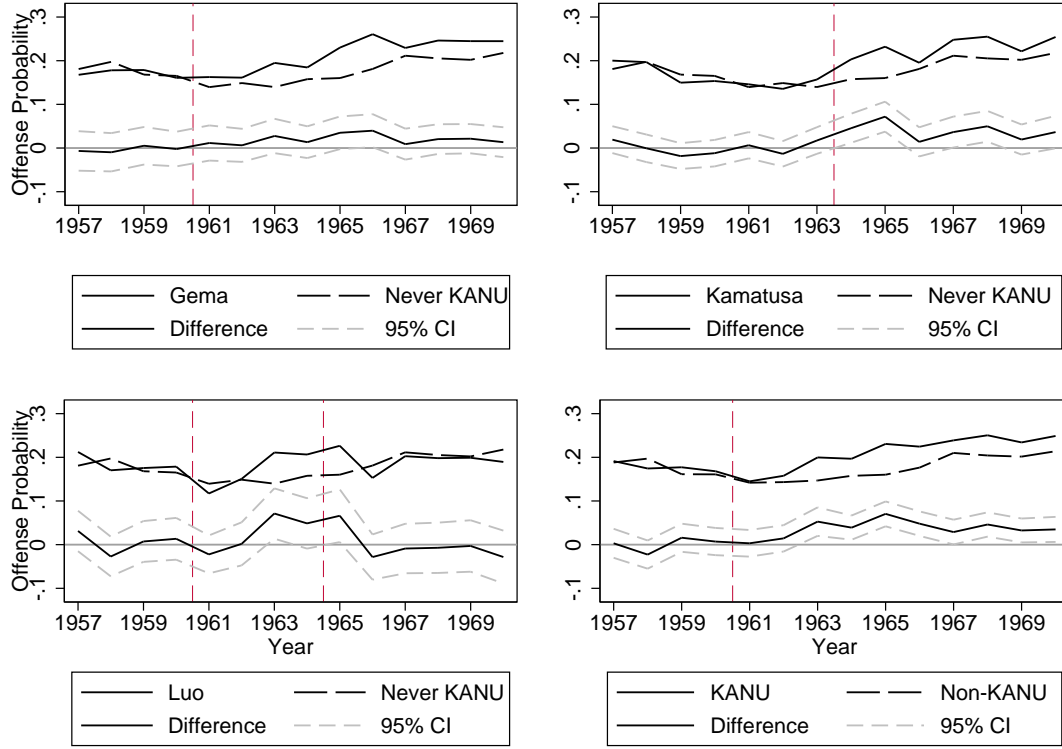 Offense Probability
.3
.2
.1
0
-.1
1957 1959 1961 1963 1965 1967 1969
Gema Never KANU
Difference 95% CI
.3
.2
.1
0
-.1
1957 1959 1961 1963 1965 1967 1969
Kamatusa Never KANU
Difference 95% CI
Offense Probability
.3
.2
.1
0
-.1
1957 1959 1961 1963 1965 1967 1969
Year
Luo Never KANU
Difference 95% CI
.3
.2
.1
0
-.1
1957 1959 1961 1963 1965 1967 1969
Year
KANU Non-KANU
Difference 95% CI